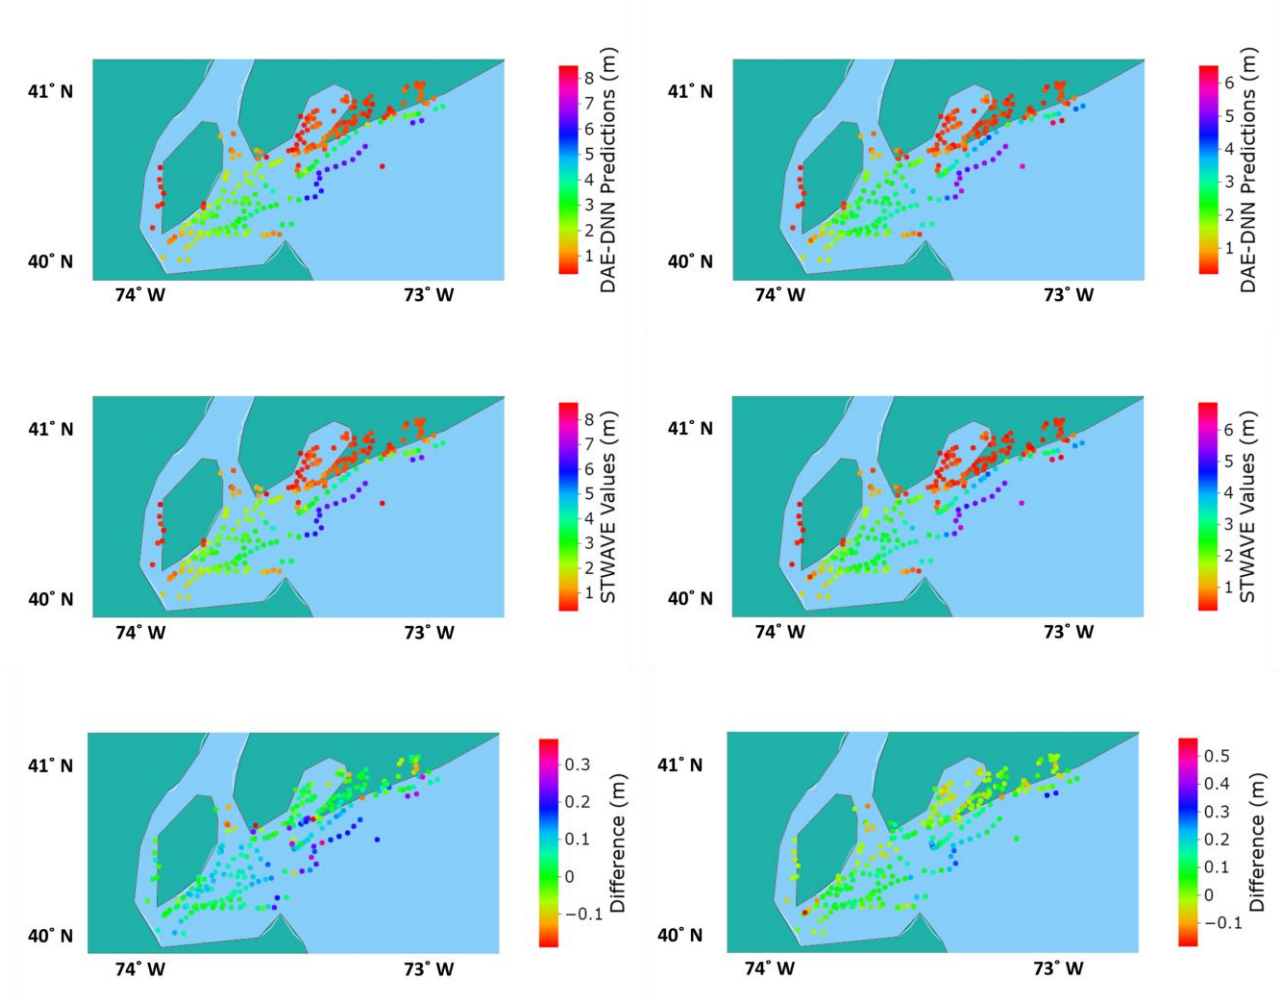 41° N
40° N
74° W
73° W
8
7
6
5
4
3
2
1
DAE-DNN Predictions (m)
41° N
40° N
74° W
73° W
6
5
4
3
2
1
DAE-DNN Predictions (m)
41° N
40° N
74° W
73° W
8
7
6
5
4
3
2
1
STWAVE Values (m)
41° N
40° N
74° W
73° W
6
5
4
3
2
1
STWAVE Values (m)
41° N
40° N
74° W
73° W
0.3
0.2
0.1
0
−0.1
Difference (m)
41° N
40° N
74° W
73° W
0.5
0.4
0.3
0.2
0.1
0
−0.1
Difference (m)